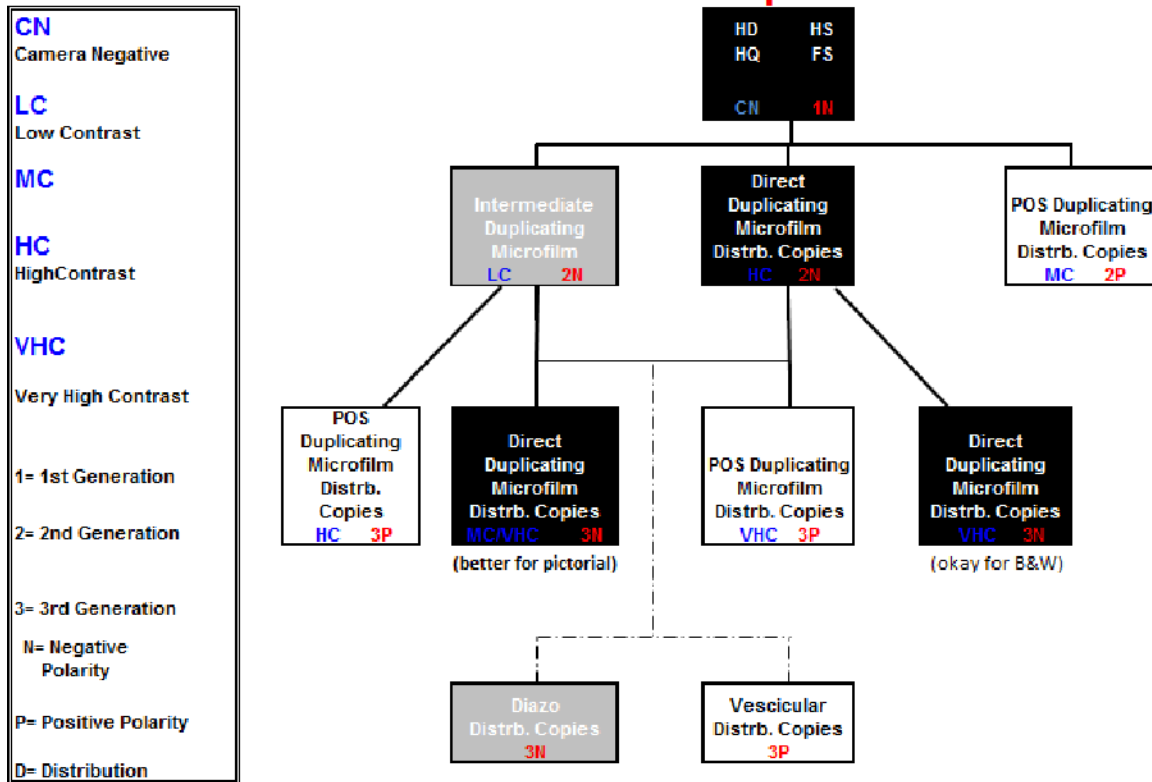 CN
Camera Negative
LC
Low Contrast
MC
HC
HighContrast
VHC
Very High Contrast
1= 1st Generation
2= 2nd Generation
3= 3rd Generation
N= Negative
Polarity
P= Positive Polarity
D= Distribution
HD HS
HQ FS
CN 1N
Intermediate
Duplicating
Microfilm
LC 2N
Direct
Duplicating
Microfilm
Distrb. Copies
HC 2N
POS Duplicating
Microfilm
Distrb. Copies
MC 2P
POS
Duplicating
Microfilm
Distrb.
Copies
HC 3P
Direct
Duplicating
Microfilm
Distrb. Copies
MC/VHC 3N
(better for pictorial)
POS Duplicating
Microfilm
Distrb. Copies
VHC 3P
Direct
Duplicating
Microfilm
Distrb. Copies
VHC 3N
(okay for B&W)
Diazo
Distrb. Copies
3N
Vescicular
Distrb. Copies
3P